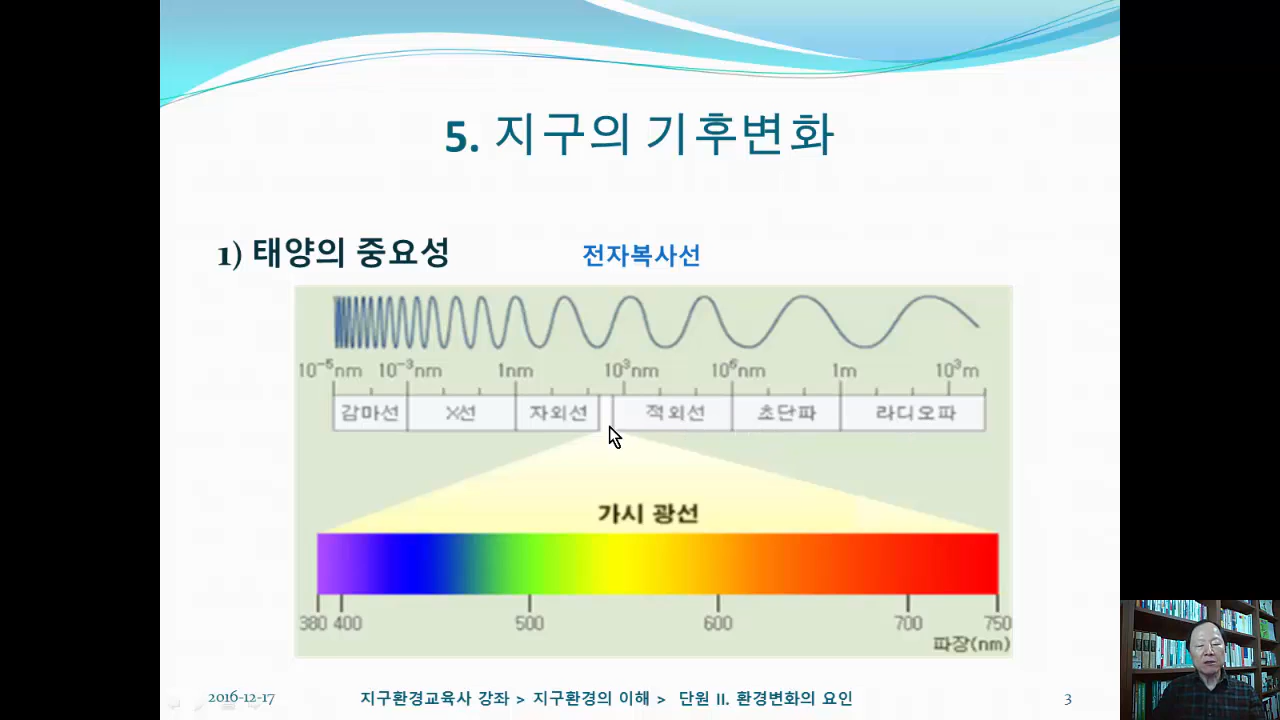 5. 지구의 기후변화
1) 태양의 중요성 전자복사선
10⁻⁵nm 10⁻³nm 1nm 10³nm 10⁶nm 1m 10³m
감마선 X선 자외선 적외선 초단파 라디오파
가시 광선
380 400 500 600 700 750
파장(nm)
2016-12-17 지구환경교육사 강좌 > 지구환경의 이해 > 단원 II. 환경변화의 요인 3